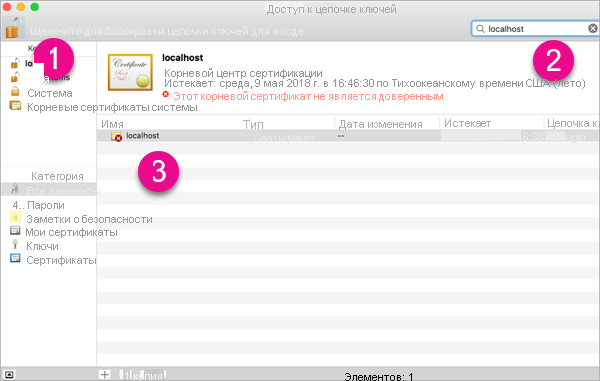 Доступ к цепочке ключей
Щелкните для блокировки цепочки ключей для входа.
localhost
1
2
Система
Корневые сертификаты системы
localhost
Корневой центр сертификации
Истекает: среда, 9 мая 2018 г. в 16:46:30 по Тихоокеанскому времени США (лето)
Этот корневой сертификат не является доверенным
Имя Тип Дата изменения Истекает Цепочка к
localhost Сертификат --
3
Категория
Все элементы
4.. Пароли
Заметки о безопасности
Мои сертификаты
Ключи
Сертификаты
копия
Элементов: 1